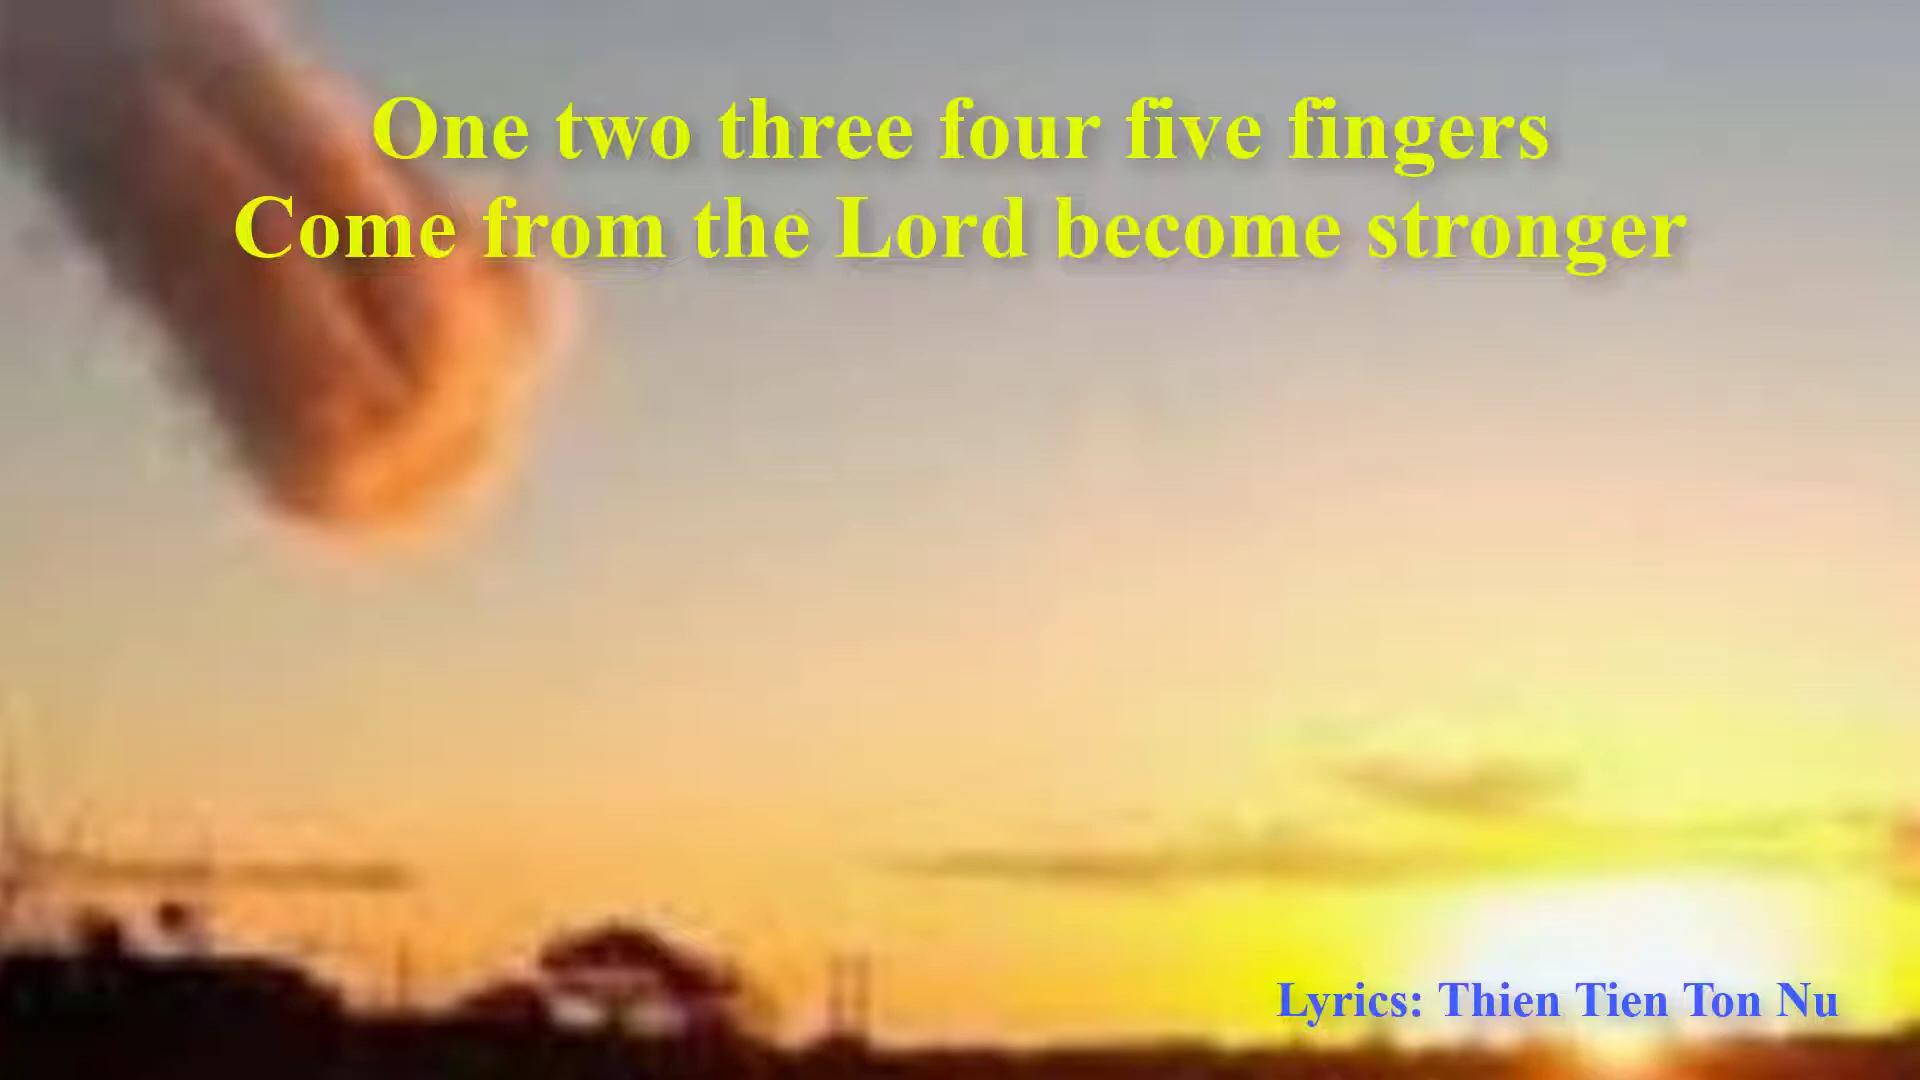 One two three four five fingers
Come from the Lord become stronger
Lyrics: Thien Tien Ton Nu